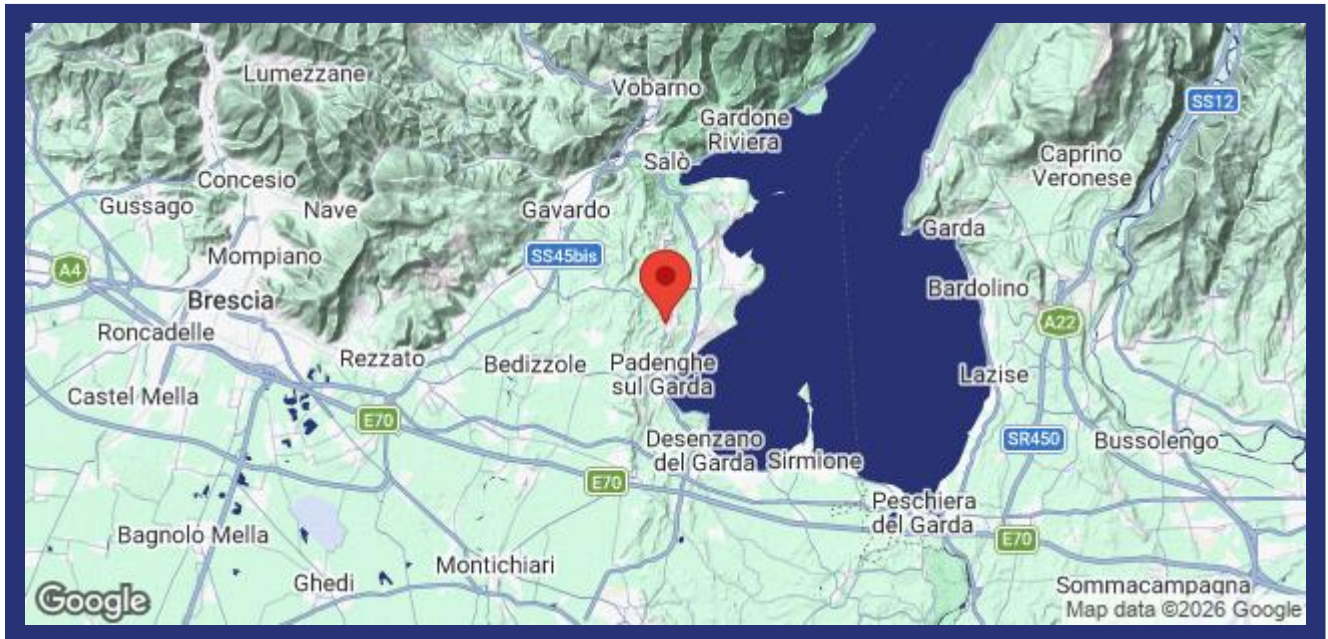 Lumezzane
Vobarno
SS12
Gardone
Riviera
Salò
Caprino
Veronese
Concesio
Gussago
Nave
Gavardo
Garda
Mompiano
SS45bis
A4
Bardolino
Brescia
A22
Roncadelle
Rezzato
Bedizzole
Padenghe
sul Garda
Lazise
Castel Mella
E70
Desenzano
del Garda
Sirmione
SR450
Bussolengo
E70
Peschiera
del Garda
Bagnolo Mella
E70
Montichiari
Ghedi
Sommacampagna
Google
Map data ©2026 Google